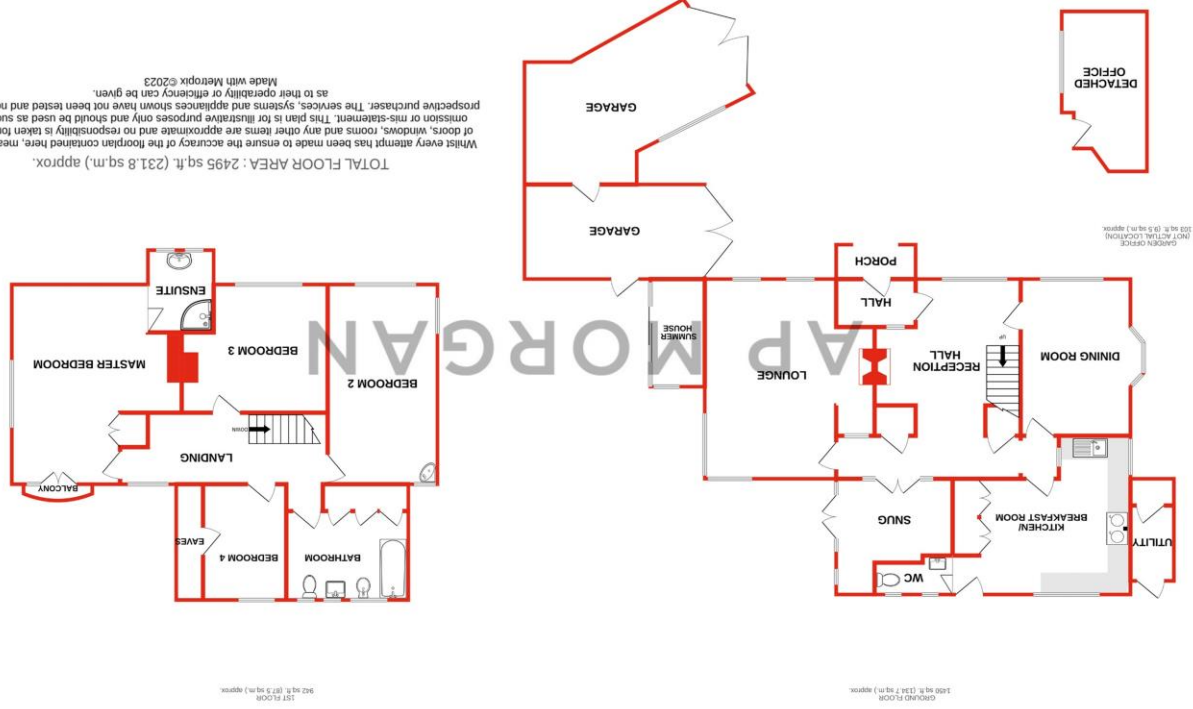 GROUND FLOOR
1450 sq.ft. (134.7 sq.m.) approx.
UTILITY
KITCHEN/
BREAKFAST ROOM
WC
SNUG
DINING ROOM
UP
RECEPTION
HALL
LOUNGE
SUMMER
HOUSE
HALL
PORCH
GARAGE
GARAGE
GARDEN OFFICE
(NOT ACTUAL LOCATION)
103 sq.ft. (9.5 sq.m.) approx.
DETACHED
OFFICE
1ST FLOOR
942 sq.ft. (87.5 sq.m.) approx.
BATHROOM
BEDROOM 4
EAVES
BALCONY
LANDING
DOWN
BEDROOM 2
BEDROOM 3
MASTER BEDROOM
ENSUITE
AP MORGAN
TOTAL FLOOR AREA : 2495 sq.ft. (231.8 sq.m.) approx.
Whilst every attempt has been made to ensure the accuracy of the floorplan contained here, mea
of doors, windows, rooms and any other items are approximate and no responsibility is taken for
omission or mis-statement. This plan is for illustrative purposes only and should be used as suc
prospective purchaser. The services, systems and appliances shown have not been tested and no
as to their operability or efficiency can be given.
Made with Metropix ©2023